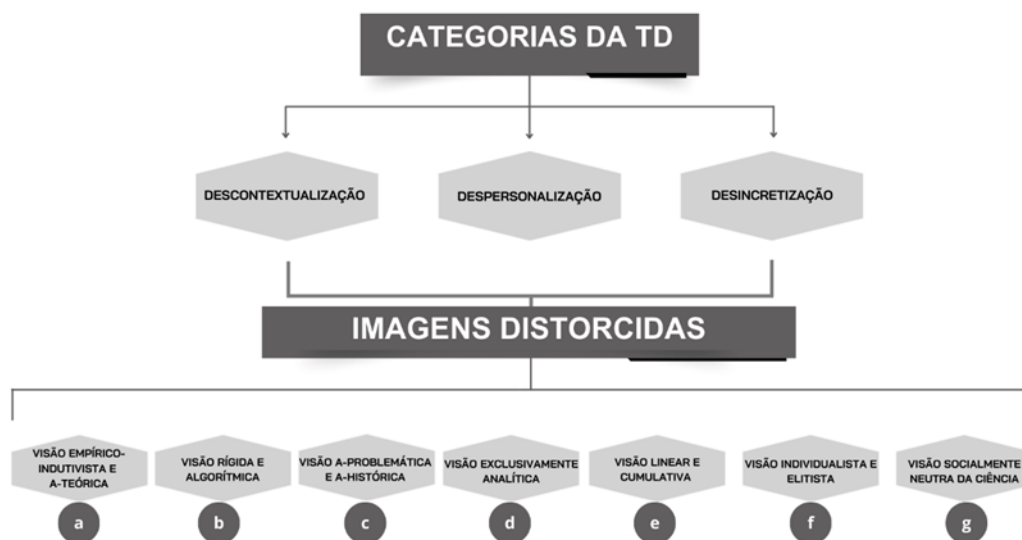 CATEGORIAS DA TD
DESCONTEXTUALIZAÇÃO
DESPERSONALIZAÇÃO
DESINCRETIZAÇÃO
IMAGENS DISTORCIDAS
VISÃO EMPÍRICO-
INDUTIVISTA E
A-TEÓRICA
VISÃO RÍGIDA E
ALGORÍTMICA
VISÃO A-PROBLEMÁTICA
E A-HISTÓRICA
VISÃO EXCLUSIVAMENTE
ANALÍTICA
VISÃO LINEAR E
CUMULATIVA
VISÃO INDIVIDUALISTA E
ELITISTA
VISÃO SOCIALMENTE
NEUTRA DA CIÊNCIA
a
b
c
d
e
f
g